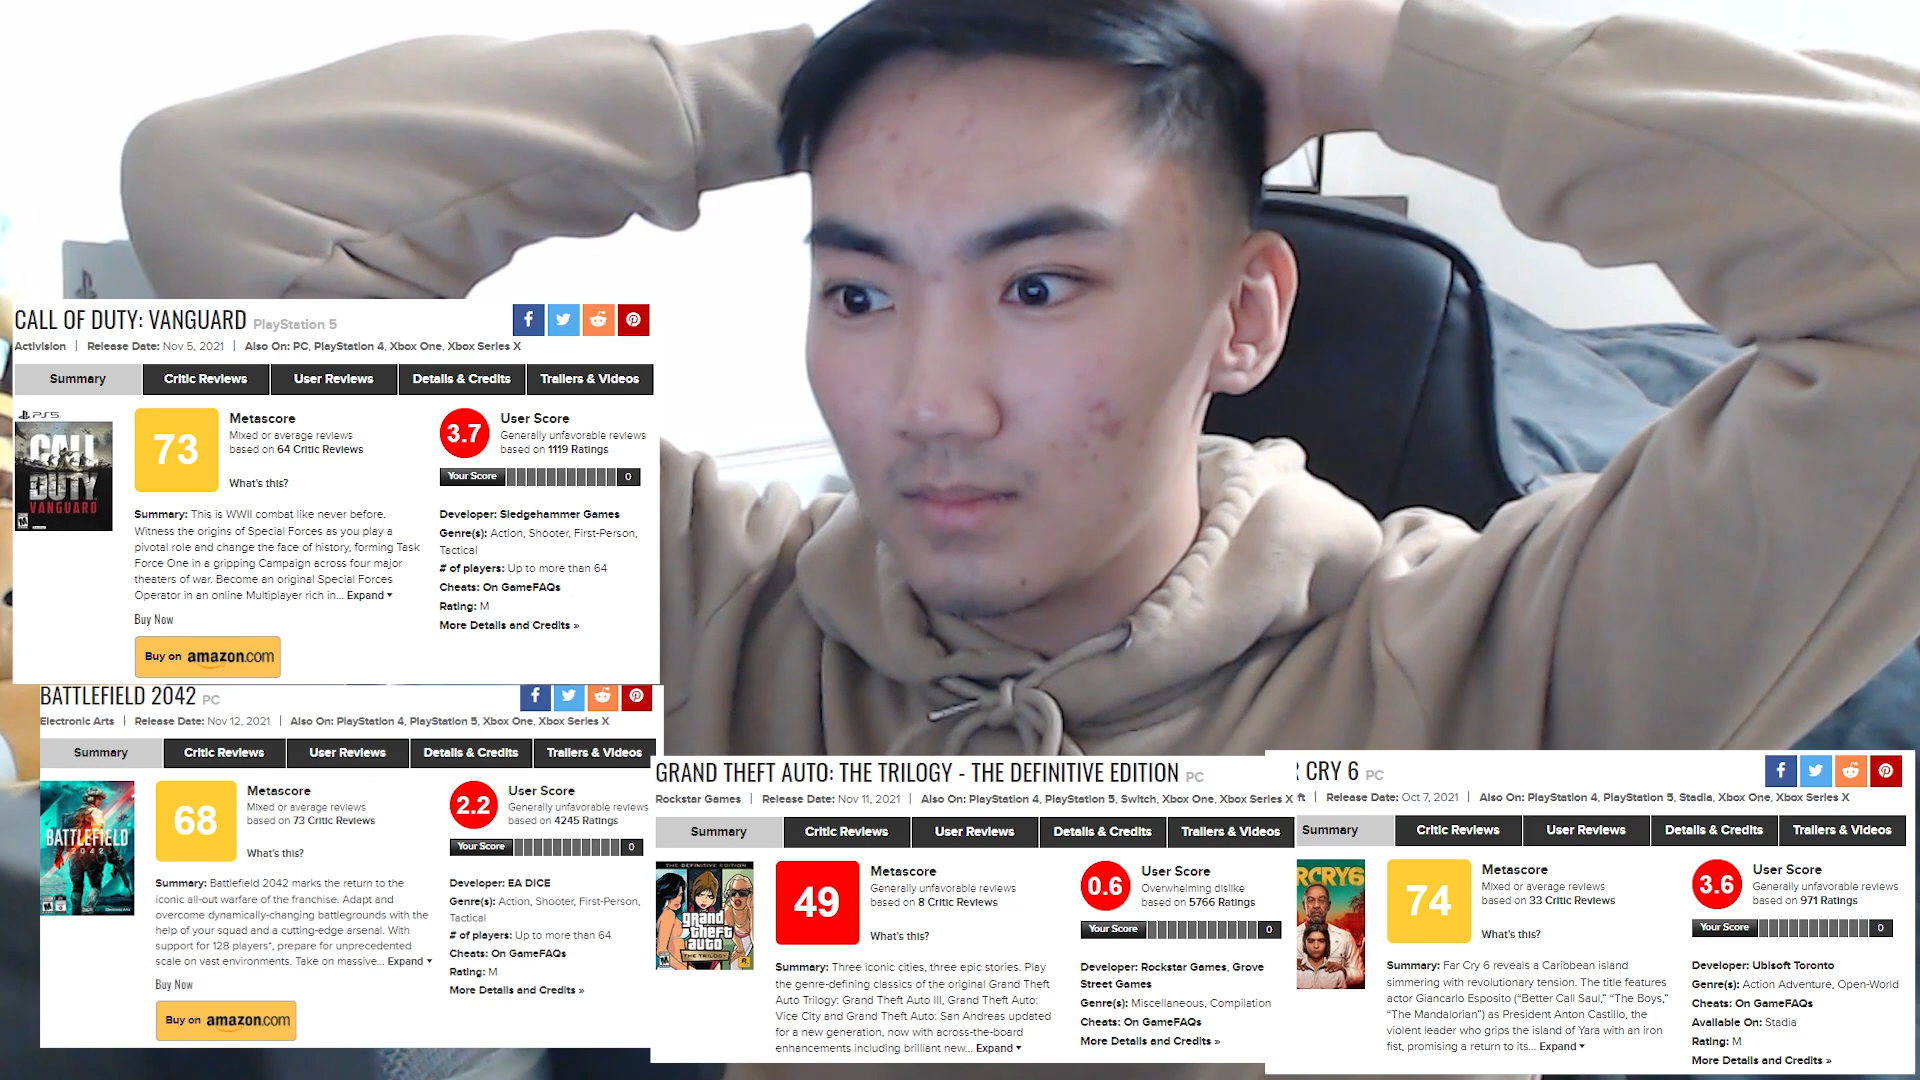 CALL OF DUTY: VANGUARD PlayStation 5
Activision | Release Date: Nov 5, 2021 | Also On: PC, PlayStation 4, Xbox One, Xbox Series X
Summary Critic Reviews User Reviews Details & Credits Trailers & Videos
PS5
CALL OF DUTY VANGUARD
73
Metascore
Mixed or average reviews
based on 64 Critic Reviews
What's this?
3.7
User Score
Generally unfavorable reviews
based on 1119 Ratings
Your Score 0
Summary: This is WWII combat like never before.
Witness the origins of Special Forces as you play a
pivotal role and change the face of history, forming Task
Force One in a gripping Campaign across four major
theaters of war. Become an original Special Forces
Operator in an online Multiplayer rich in... Expand
Buy Now
Buy on amazon.com
Developer: Sledgehammer Games
Genre(s): Action, Shooter, First-Person,
Tactical
# of players: Up to more than 64
Cheats: On GameFAQs
Rating: M
More Details and Credits »
BATTLEFIELD 2042 PC
Electronic Arts | Release Date: Nov 12, 2021 | Also On: PlayStation 4, PlayStation 5, Xbox One, Xbox Series X
Summary Critic Reviews User Reviews Details & Credits Trailers & Videos
BATTLEFIELD
2042
68
Metascore
Mixed or average reviews
based on 73 Critic Reviews
What's this?
2.2
User Score
Generally unfavorable reviews
based on 4245 Ratings
Your Score 0
Summary: Battlefield 2042 marks the return to the
iconic all-out warfare of the franchise. Adapt and
overcome dynamically-changing battlegrounds with the
help of your squad and a cutting-edge arsenal. With
support for 128 players*, prepare for unprecedented
scale on vast environments. Take on massive... Expand
Buy Now
Buy on amazon.com
Developer: EA DICE
Genre(s): Action, Shooter, First-Person,
Tactical
# of players: Up to more than 64
Cheats: On GameFAQs
Rating: M
More Details and Credits »
GRAND THEFT AUTO: THE TRILOGY - THE DEFINITIVE EDITION PC
Rockstar Games | Release Date: Nov 11, 2021 | Also On: PlayStation 4, PlayStation 5, Switch, Xbox One, Xbox Series X
Summary Critic Reviews User Reviews Details & Credits Trailers & Videos
THE DEFINITIVE EDITION
grand
theft
auto
THE TRILOGY
49
Metascore
Generally unfavorable reviews
based on 8 Critic Reviews
What's this?
0.6
User Score
Overwhelming dislike
based on 5766 Ratings
Your Score 0
Summary: Three iconic cities, three epic stories. Play
the genre-defining classics of the original Grand Theft
Auto Trilogy: Grand Theft Auto III, Grand Theft Auto:
Vice City and Grand Theft Auto: San Andreas updated
for a new generation, now with across-the-board
enhancements including brilliant new... Expand
Developer: Rockstar Games, Grove
Street Games
Genre(s): Miscellaneous, Compilation
Cheats: On GameFAQs
More Details and Credits »
R CRY 6 PC
ft | Release Date: Oct 7, 2021 | Also On: PlayStation 4, PlayStation 5, Stadia, Xbox One, Xbox Series X
Summary Critic Reviews User Reviews Details & Credits Trailers & Videos
RCRY6
74
Metascore
Mixed or average reviews
based on 33 Critic Reviews
What's this?
3.6
User Score
Generally unfavorable reviews
based on 971 Ratings
Your Score 0
Summary: Far Cry 6 reveals a Caribbean island
simmering with revolutionary tension. The title features
actor Giancarlo Esposito (“Better Call Saul,” “The Boys,”
“The Mandalorian”) as President Anton Castillo, the
violent leader who grips the island of Yara with an iron
fist, promising a return to its... Expand
Developer: Ubisoft Toronto
Genre(s): Action Adventure, Open-World
Cheats: On GameFAQs
Available On: Stadia
Rating: M
More Details and Credits »